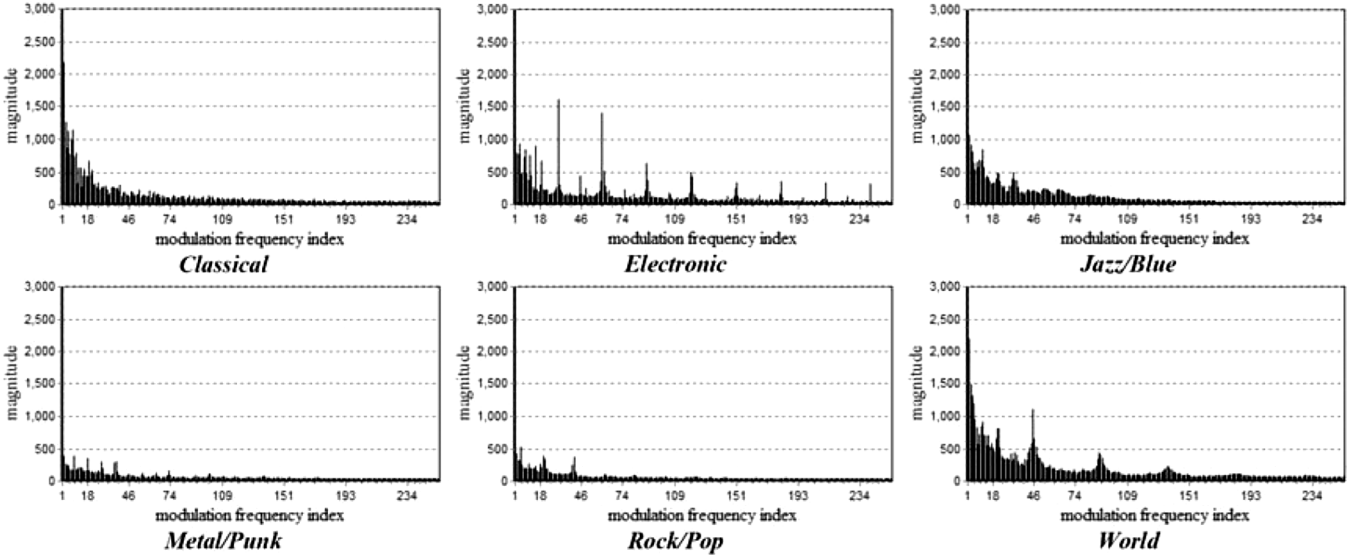 3,000
2,500
2,000
1,500
1,000
500
0
magnitude
1 18 46 74 109 151 193 234
modulation frequency index
Classical
3,000
2,500
2,000
1,500
1,000
500
0
magnitude
1 18 46 74 109 151 193 234
modulation frequency index
Electronic
3,000
2,500
2,000
1,500
1,000
500
0
magnitude
1 18 46 74 109 151 193 234
modulation frequency index
Jazz/Blue
3,000
2,500
2,000
1,500
1,000
500
0
magnitude
1 18 46 74 109 151 193 234
modulation frequency index
Metal/Punk
3,000
2,500
2,000
1,500
1,000
500
0
magnitude
1 18 46 74 109 151 193 234
modulation frequency index
Rock/Pop
3,000
2,500
2,000
1,500
1,000
500
0
magnitude
1 18 46 74 109 151 193 234
modulation frequency index
World